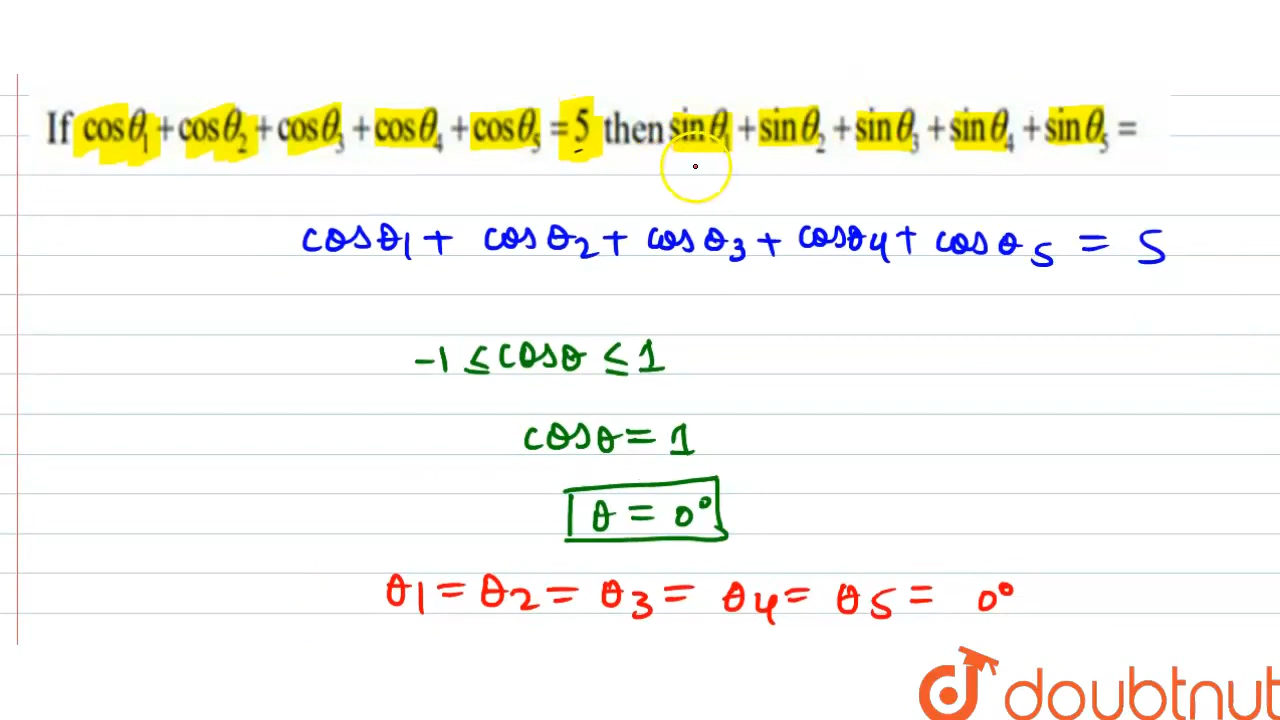 If cosθ₁ + cosθ₂ + cosθ₃ + cosθ₄ + cosθ₅ = 5 then sinθ₁ + sinθ₂ + sinθ₃ + sinθ₄ + sinθ₅ =
cosθ1 + cosθ2 + cosθ3 + cosθ4 + cosθ5 = 5
-1 ≤ cosθ ≤ 1
cosθ = 1
θ = 0°
θ1 = θ2 = θ3 = θ4 = θ5 = 0°
doubtnut